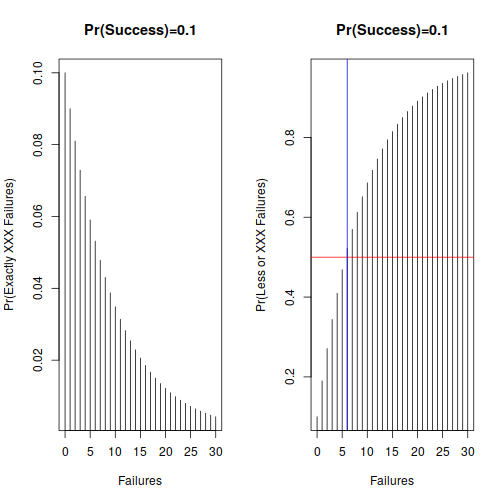 Pr(Success)=0.1
Pr(Exactly XXX Failures)
0.10
0.08
0.06
0.04
0.02
0 5 10 15 20 25 30
Failures
Pr(Success)=0.1
Pr(Less or XXX Failures)
0.8
0.6
0.4
0.2
0 5 10 15 20 25 30
Failures